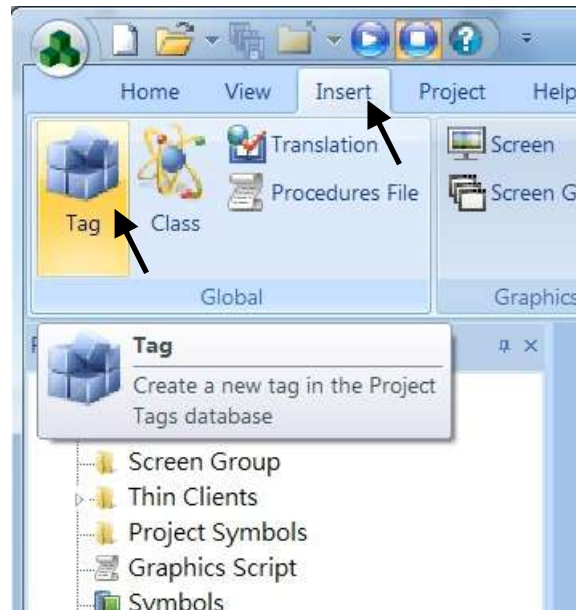 Home View Insert Project Help
Tag
Class
Translation
Procedures File
Screen
Screen G
Global
Graphics
Tag
Create a new tag in the Project
Tags database
Screen Group
Thin Clients
Project Symbols
Graphics Script
Symbols